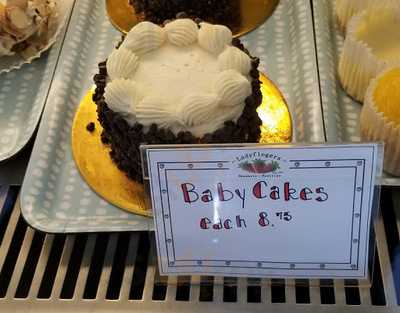 Ladyfingers
Baby Cakes
each 8.75